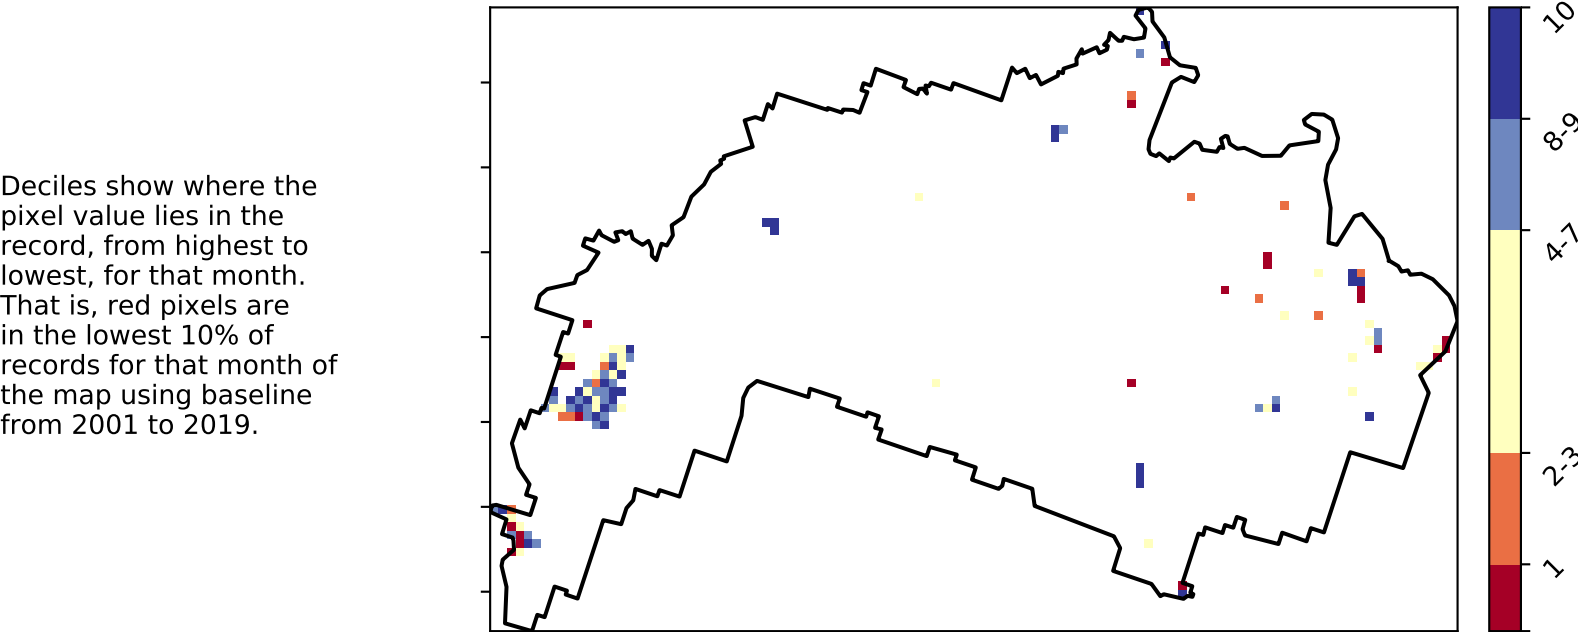 Deciles show where the
pixel value lies in the
record, from highest to
lowest, for that month.
That is, red pixels are
in the lowest 10% of
records for that month of
the map using baseline
from 2001 to 2019.
10
8-9
4-7
2-3
1